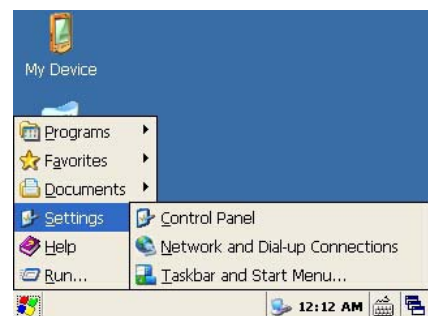 My Device
Programs
Favorites
Documents
Settings
Help
Run...
Control Panel
Network and Dial-up Connections
Taskbar and Start Menu...
12:12 AM